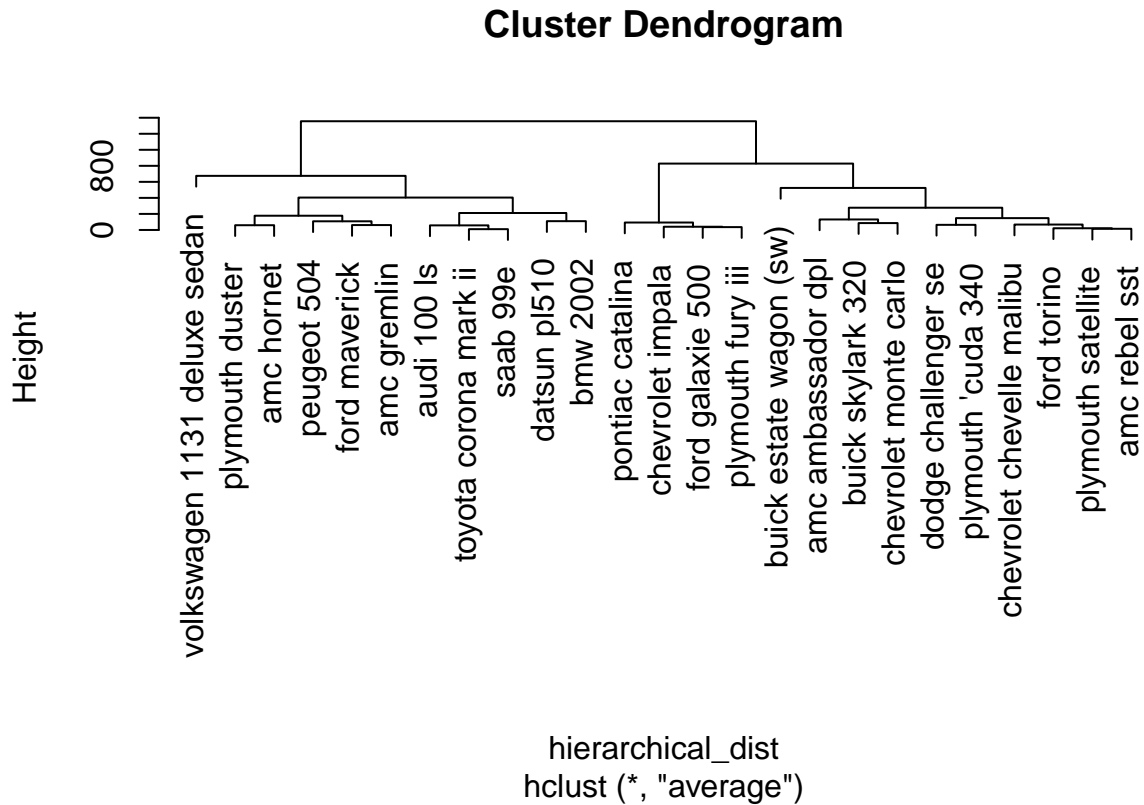 Cluster Dendrogram
Height
0
800
volkswagen 1131 deluxe sedan
plymouth duster
amc hornet
peugeot 504
ford maverick
amc gremlin
audi 100 ls
toyota corona mark ii
saab 99e
datsun pl510
bmw 2002
pontiac catalina
chevrolet impala
ford galaxie 500
plymouth fury iii
buick estate wagon (sw)
amc ambassador dpl
buick skylark 320
chevrolet monte carlo
dodge challenger se
plymouth 'cuda 340
chevrolet chevelle malibu
ford torino
plymouth satellite
amc rebel sst
hierarchical_dist
hclust (*, "average")